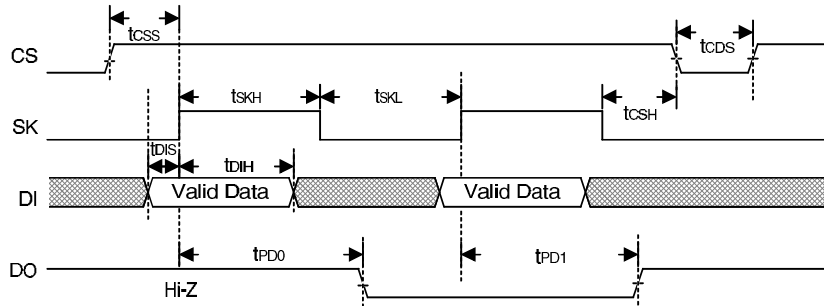 tCSS
tCDS
CS
tSKH
tSKL
tCSH
SK
tDIS
tDIH
DI
Valid Data
Valid Data
tPD0
tPD1
DO
Hi-Z